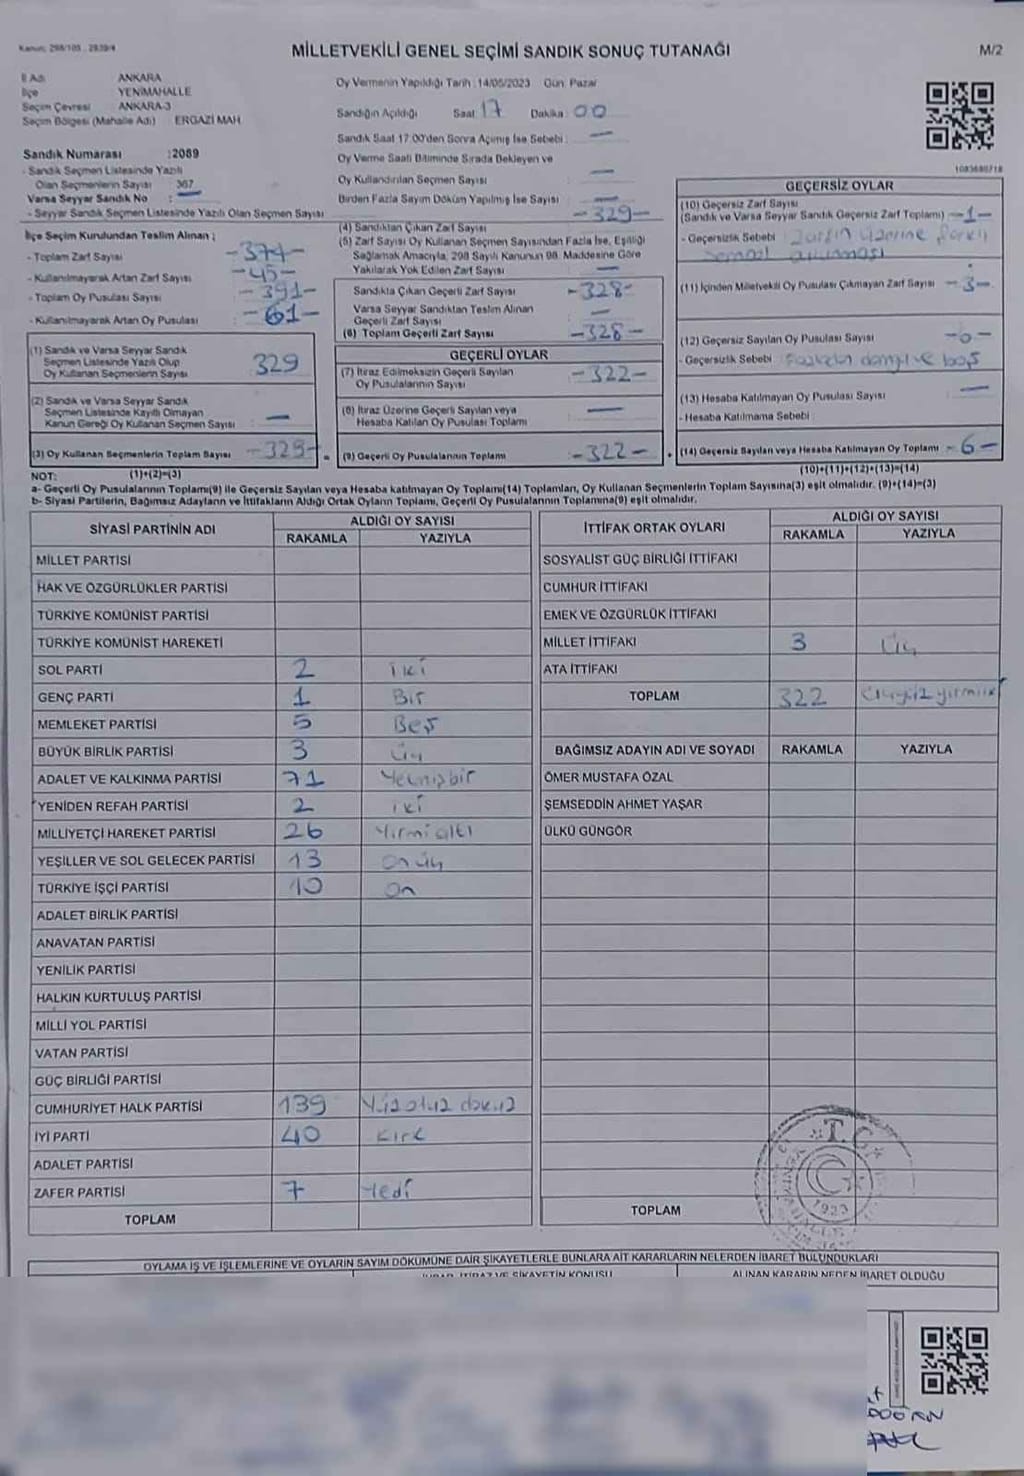 Kanun: 298/105 . 2839/4
MİLLETVEKİLİ GENEL SEÇİMİ SANDIK SONUÇ TUTANAĞI
M/2
İl Adı ANKARA
İlçe YENİMAHALLE
Seçim Çevresi ANKARA-3
Seçim Bölgesi (Mahalle Adı) : ERGAZİ MAH.
Sandık Numarası :2089
- Sandık Seçmen Listesinde Yazılı
Olan Seçmenlerin Sayısı : 367
Varsa Seyyar Sandık No : —
- Seyyar Sandık Seçmen Listesinde Yazılı Olan Seçmen Sayısı
İlçe Seçim Kurulundan Teslim Alınan ;
- Toplam Zarf Sayısı -374-
- Kullanılmayarak Artan Zarf Sayısı -45-
- Toplam Oy Pusulası Sayısı -391-
- Kullanılmayarak Artan Oy Pusulası -61-
(1) Sandık ve Varsa Seyyar Sandık
Seçmen Listesinde Yazılı Olup
Oy Kullanan Seçmenlerin Sayısı 329
(2) Sandık ve Varsa Seyyar Sandık
Seçmen Listesinde Kayıtlı Olmayan
Kanun Gereği Oy Kullanan Seçmen Sayısı —
(3) Oy Kullanan Seçmenlerin Toplam Sayısı
Oy Vermenin Yapıldığı Tarih : 14/05/2023 Gün: Pazar
Sandığın Açıldığı Saat: 17 Dakika : 00
Sandık Saat 17:00'den Sonra Açılmış İse Sebebi : —
Oy Verme Saati Bitiminde Sırada Bekleyen ve
Oy Kullandırılan Seçmen Sayısı —
Birden Fazla Sayım Döküm Yapılmış İse Sayısı —
(4) Sandıktan Çıkan Zarf Sayısı -329-
(5) Zarf Sayısı Oy Kullanan Seçmen Sayısından Fazla İse, Eşitliği
Sağlamak Amacıyla, 298 Sayılı Kanunun 98. Maddesine Göre
Yakılarak Yok Edilen Zarf Sayısı —
Sandıkta Çıkan Geçerli Zarf Sayısı -328-
Varsa Seyyar Sandıktan Teslim Alınan
Geçerli Zarf Sayısı —
(6) Toplam Geçerli Zarf Sayısı -328-
GEÇERLİ OYLAR
(7) İtiraz Edilmeksizin Geçerli Sayılan
Oy Pusulalarının Sayısı -322-
(8) İtiraz Üzerine Geçerli Sayılan veya
Hesaba Katılan Oy Pusulası Toplamı —
(9) Geçerli Oy Pusulalarının Toplamı -322-
1083680718
GEÇERSİZ OYLAR
(10) Geçersiz Zarf Sayısı
(Sandık ve Varsa Seyyar Sandık Geçersiz Zarf Toplamı) -1-
- Geçersizlik Sebebi : Zarfın üzerine farklı
(11) İçinden Milletvekili Oy Pusulası Çıkmayan Zarf Sayısı -3-
(12) Geçersiz Sayılan Oy Pusulası Sayısı
- Geçersizlik Sebebi : ve boş
(13) Hesaba Katılmayan Oy Pusulası Sayısı —
- Hesaba Katılmama Sebebi :
(14) Geçersiz Sayılan veya Hesaba Katılmayan Oy Toplamı -6-
NOT: (1)+(2)=(3)
(10)+(11)+(12)+(13)=(14)
a- Geçerli Oy Pusulalarının Toplamı(9) ile Geçersiz Sayılan veya Hesaba katılmayan Oy Toplamı(14) Toplamları, Oy Kullanan Seçmenlerin Toplam Sayısına(3) eşit olmalıdır. (9)+(14)=(3)
b- Siyasi Partilerin, Bağımsız Adayların ve İttifakların Aldığı Ortak Oyların Toplamı, Geçerli Oy Pusulalarının Toplamına(9) eşit olmalıdır.
SİYASİ PARTİNİN ADI ALDIĞI OY SAYISI
RAKAMLA YAZIYLA
MİLLET PARTİSİ
HAK VE ÖZGÜRLÜKLER PARTİSİ
TÜRKİYE KOMÜNİST PARTİSİ
TÜRKİYE KOMÜNİST HAREKETİ
SOL PARTİ 2 iki
GENÇ PARTİ 1 Bir
MEMLEKET PARTİSİ 5 Beş
BÜYÜK BİRLİK PARTİSİ 3 üç
ADALET VE KALKINMA PARTİSİ 71 Yetmişbir
YENİDEN REFAH PARTİSİ 2 iki
MİLLİYETÇİ HAREKET PARTİSİ 26 Yirmialtı
YEŞİLLER VE SOL GELECEK PARTİSİ 13 onüç
TÜRKİYE İŞÇİ PARTİSİ 10 on
ADALET BİRLİK PARTİSİ
ANAVATAN PARTİSİ
YENİLİK PARTİSİ
HALKIN KURTULUŞ PARTİSİ
MİLLİ YOL PARTİSİ
VATAN PARTİSİ
GÜÇ BİRLİĞİ PARTİSİ
CUMHURİYET HALK PARTİSİ 139 Yüzotuz dokuz
İYİ PARTİ 40 kırk
ADALET PARTİSİ
ZAFER PARTİSİ 7 Yedi
TOPLAM
İTTİFAK ORTAK OYLARI ALDIĞI OY SAYISI
RAKAMLA YAZIYLA
SOSYALİST GÜÇ BİRLİĞİ İTTİFAKI
CUMHUR İTTİFAKI
EMEK VE ÖZGÜRLÜK İTTİFAKI
MİLLET İTTİFAKI 3 üç
ATA İTTİFAKI
TOPLAM 322 üçyüz yirmiiki
BAĞIMSIZ ADAYIN ADI VE SOYADI RAKAMLA YAZIYLA
ÖMER MUSTAFA ÖZAL
ŞEMSEDDİN AHMET YAŞAR
ÜLKÜ GÜNGÖR
TOPLAM
T.C.
1923
OYLAMA İŞ VE İŞLEMLERİNE VE OYLARIN SAYIM DÖKÜMÜNE DAİR ŞİKAYETLERLE BUNLARA AİT KARARLARIN NELERDEN İBARET BULUNDUKLARI
İTİRAZ VE ŞİKAYETİN KONUSU
ALINAN KARARIN NEDEN İBARET OLDUĞU